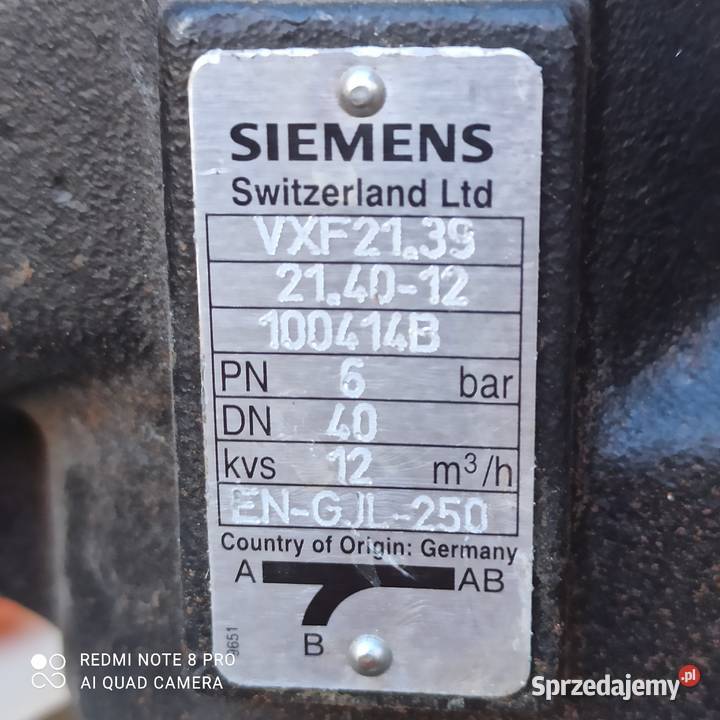 SIEMENS
Switzerland Ltd
VXF21.39
21.40-12
100414B
PN 6 bar
DN 40
kvs 12 m³/h
EN-GJL-250
Country of Origin: Germany
A AB
B
REDMI NOTE 8 PRO
AI QUAD CAMERA
Sprzedajemy.pl